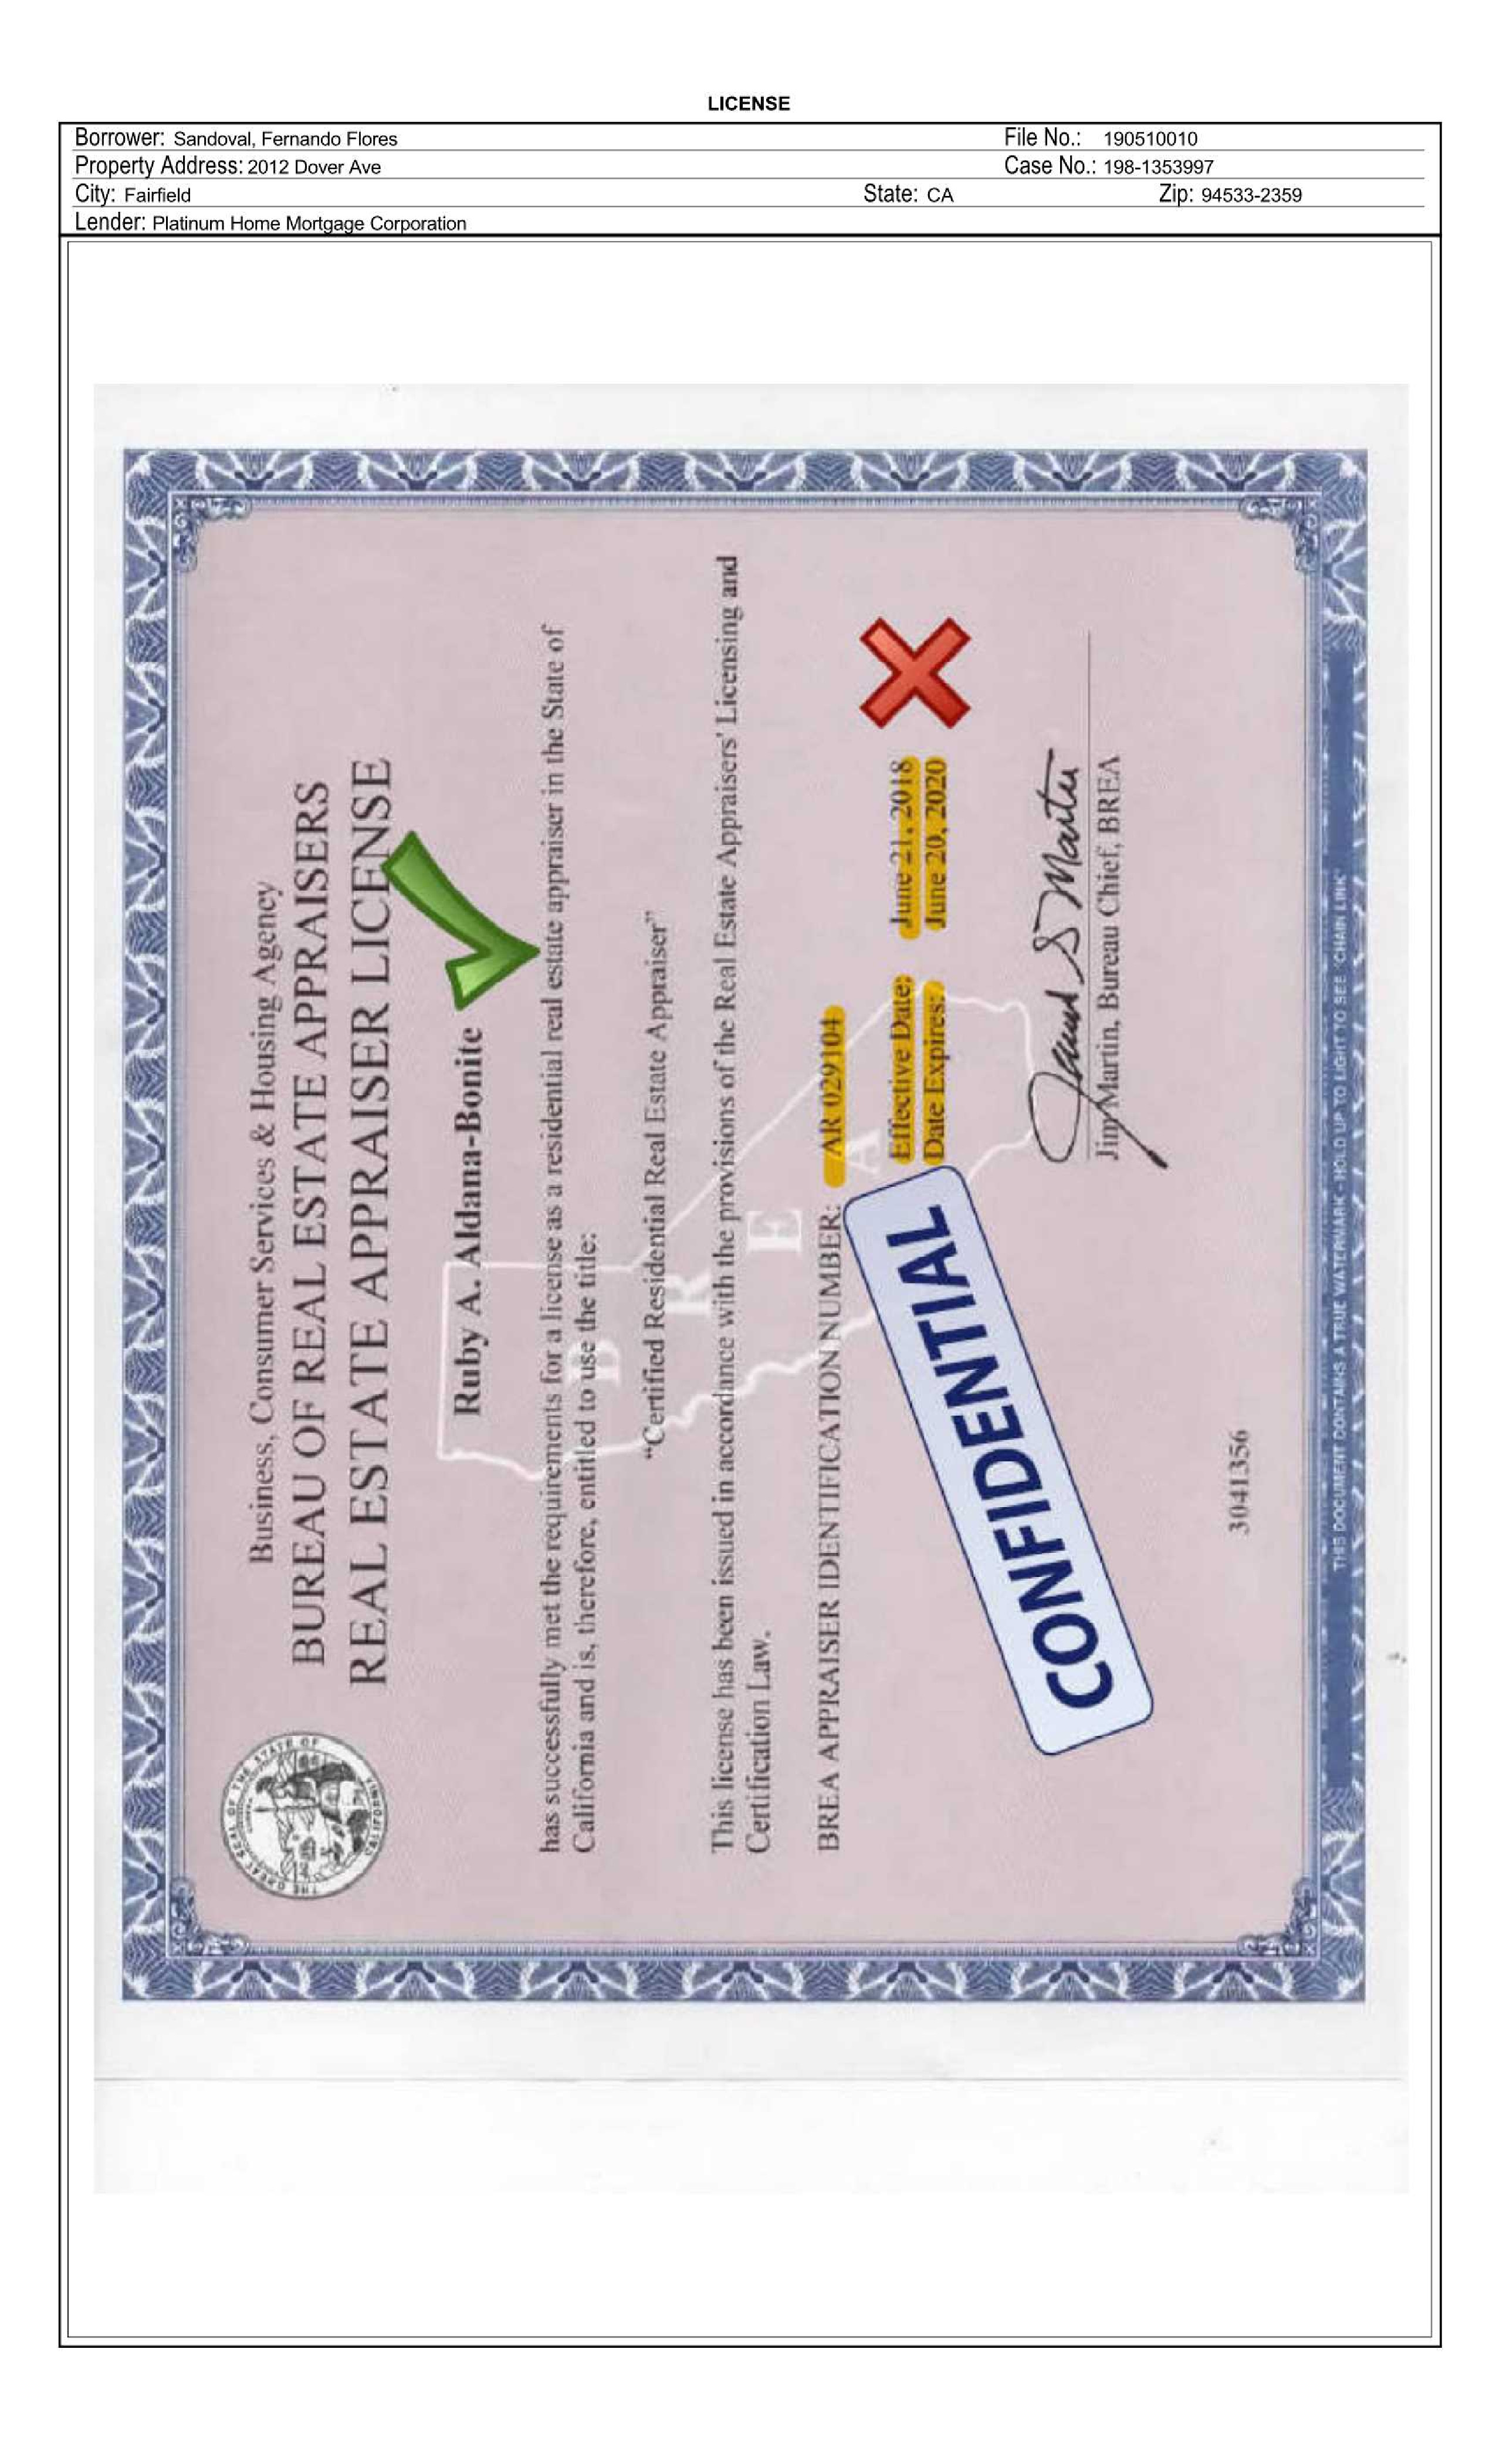 LICENSE
Borrower: Sandoval, Fernando Flores File No.: 190510010
Property Address: 2012 Dover Ave Case No.: 198-1353997
City: Fairfield State: CA Zip: 94533-2359
Lender: Platinum Home Mortgage Corporation
THE GREAT SEAL OF THE STATE OF CALIFORNIA
Business, Consumer Services & Housing Agency
BUREAU OF REAL ESTATE APPRAISERS
REAL ESTATE APPRAISER LICENSE
Ruby A. Aldana-Bonite
has successfully met the requirements for a license as a residential real estate appraiser in the State of
California and is, therefore, entitled to use the title:
“Certified Residential Real Estate Appraiser”
This license has been issued in accordance with the provisions of the Real Estate Appraisers' Licensing and
Certification Law.
B R E A
BREA APPRAISER IDENTIFICATION NUMBER: AR 029104
Effective Date: June 21, 2018
Date Expires: June 20, 2020
CONFIDENTIAL
Jim Martin, Bureau Chief, BREA
3041356
THIS DOCUMENT CONTAINS A TRUE WATERMARK - HOLD UP TO LIGHT TO SEE "CHAIN LINK"